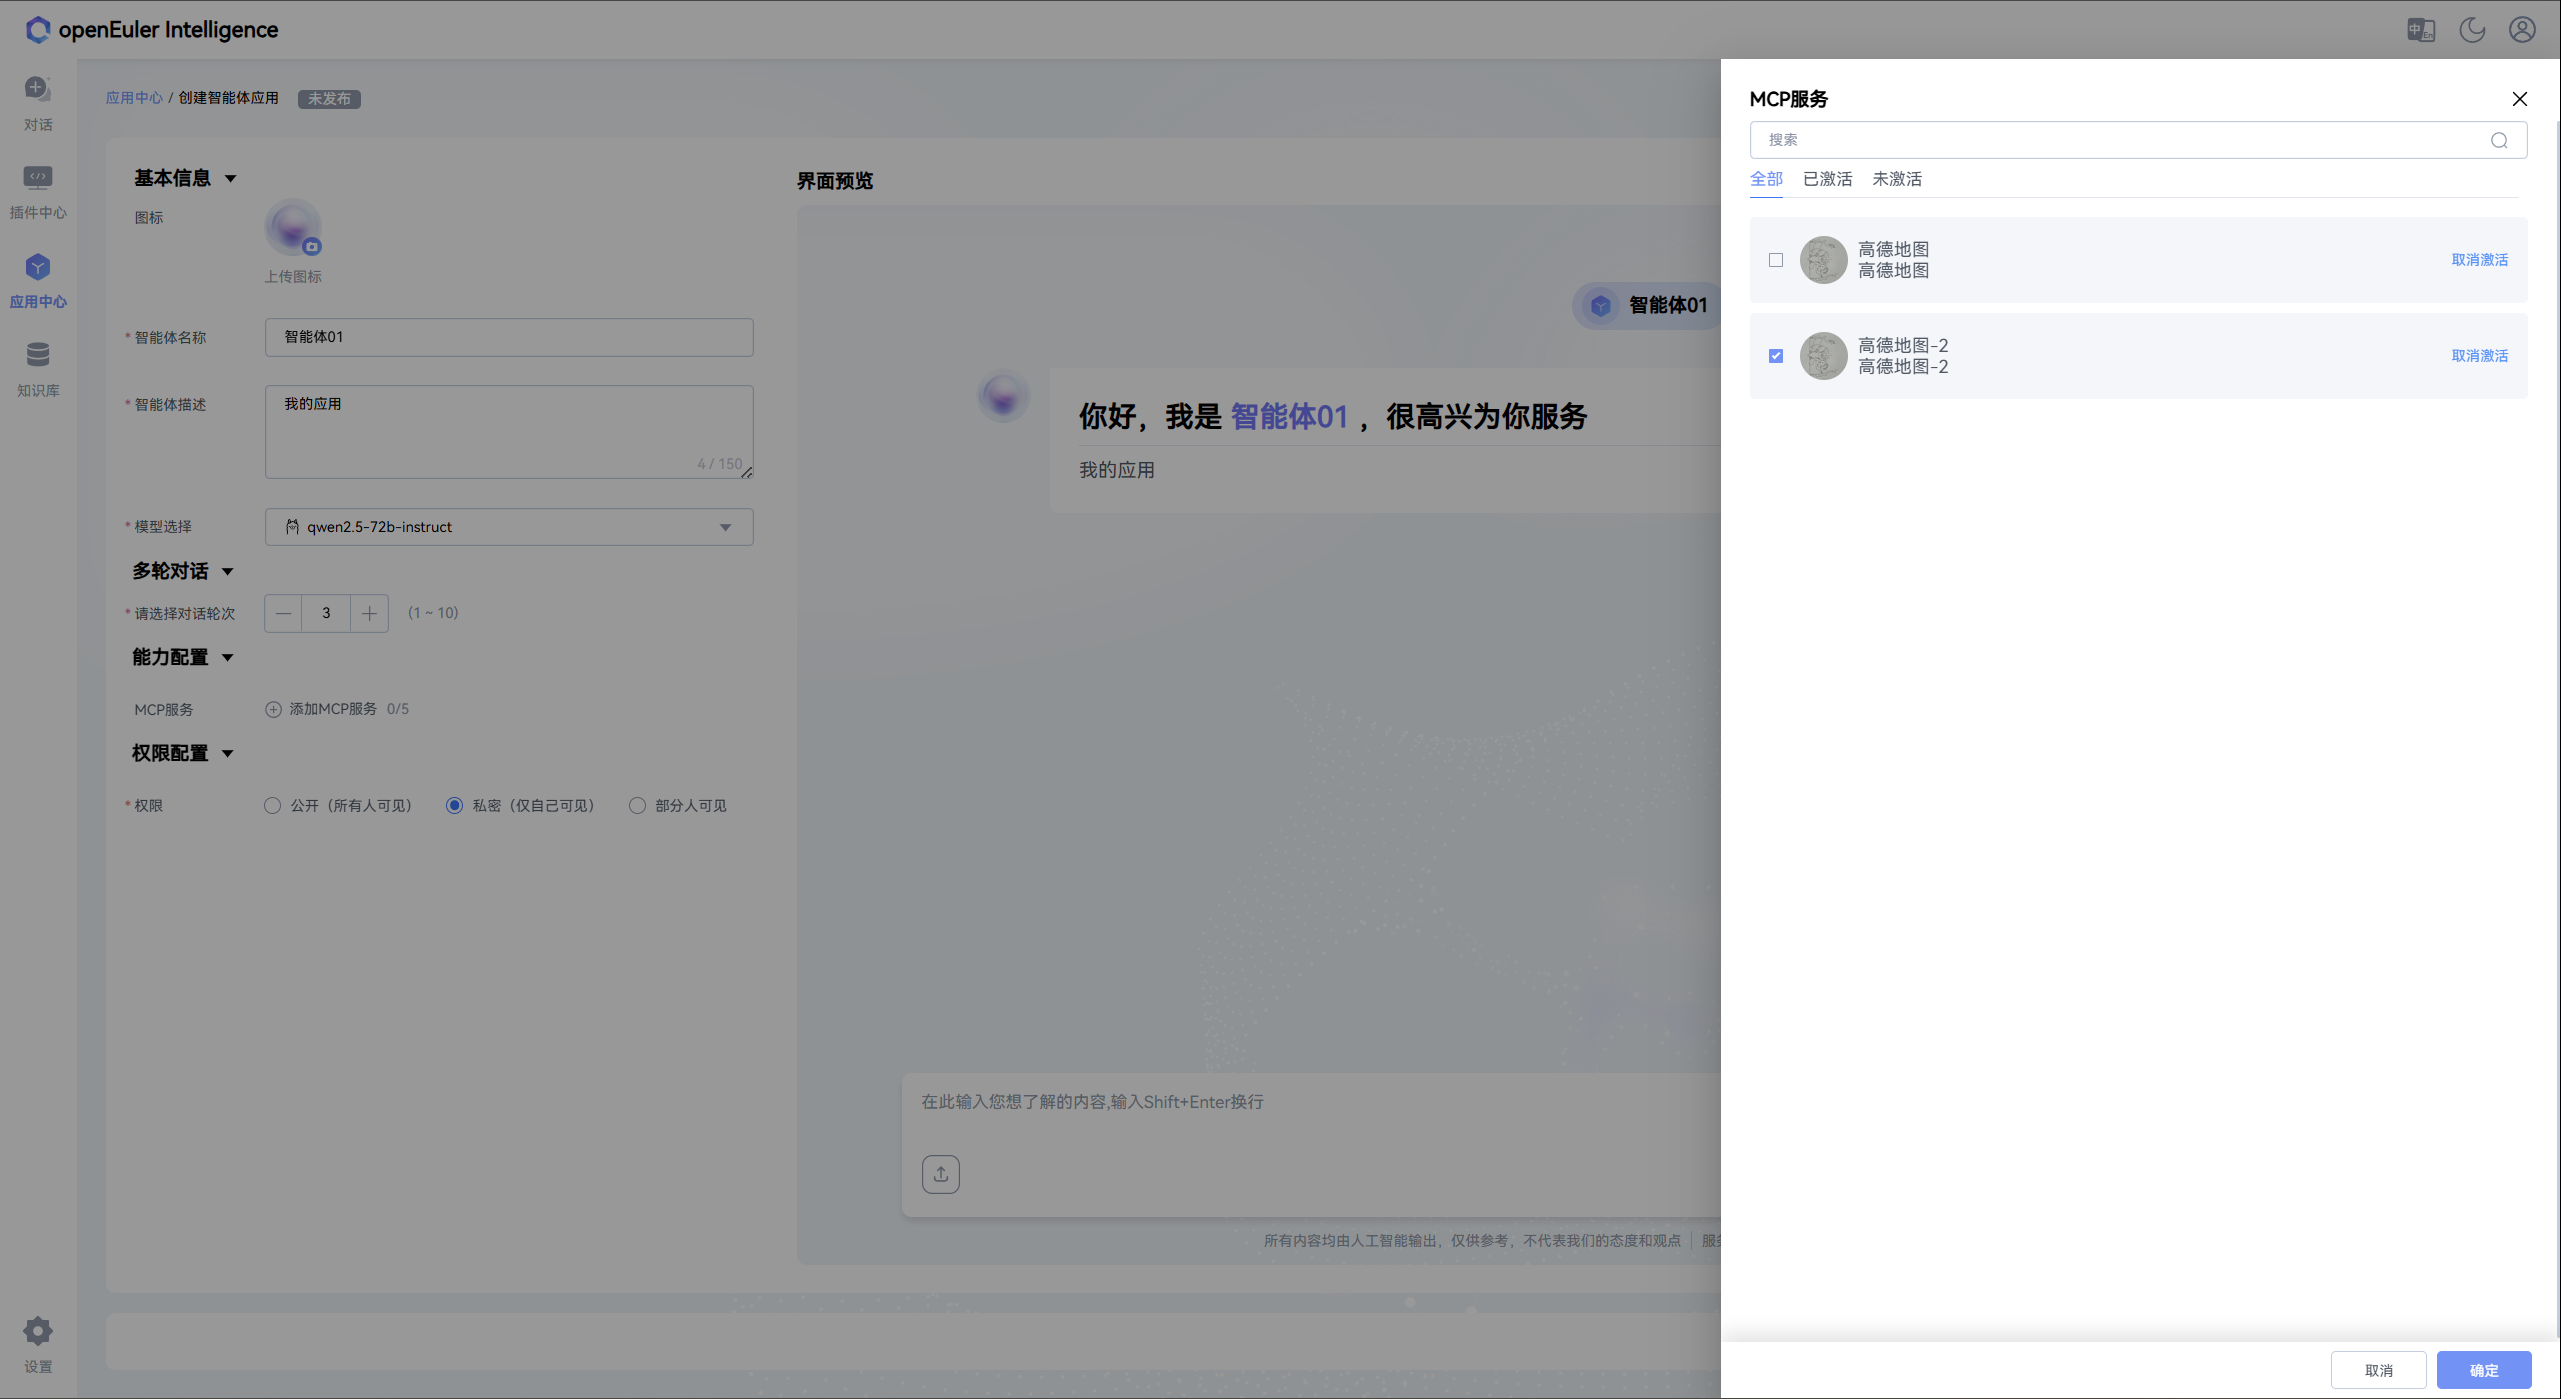 openEuler Intelligence
中 En
对话
插件中心
应用中心
知识库
设置
应用中心 / 创建智能体应用 未发布
基本信息
图标
上传图标
* 智能体名称 智能体01
* 智能体描述 我的应用
4 / 150
* 模型选择 qwen2.5-72b-instruct
多轮对话
* 请选择对话轮次 3 (1 ~ 10)
能力配置
MCP服务 添加MCP服务 0/5
权限配置
* 权限 公开（所有人可见） 私密（仅自己可见） 部分人可见
界面预览
智能体01
你好，我是 智能体01 ，很高兴为你服务
我的应用
在此输入您想了解的内容,输入Shift+Enter换行
所有内容均由人工智能输出，仅供参考，不代表我们的态度和观点
MCP服务
搜索
全部 已激活 未激活
高德地图
高德地图
取消激活
高德地图-2
高德地图-2
取消激活
取消 确定